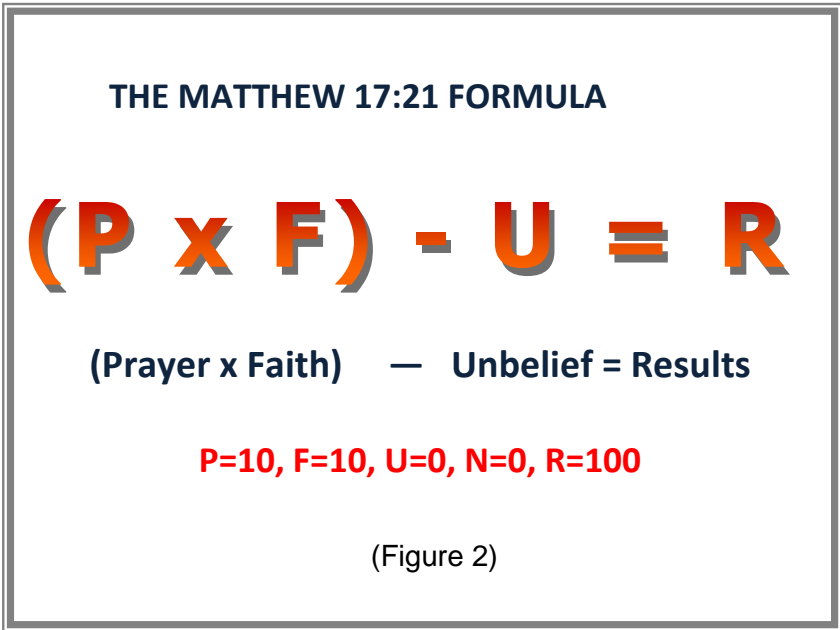 THE MATTHEW 17:21 FORMULA
(P x F) - U = R
(Prayer x Faith) — Unbelief = Results
P=10, F=10, U=0, N=0, R=100
(Figure 2)